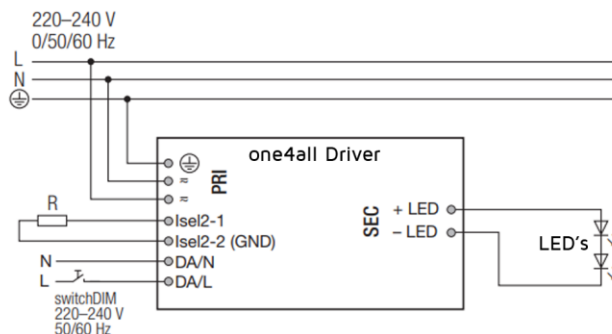 220–240 V
0/50/60 Hz
L
N
one4all Driver
PRI
≂
≂
R
Isel2-1
Isel2-2 (GND)
N DA/N
L DA/L
switchDIM
220–240 V
50/60 Hz
SEC
+ LED
– LED
LED's